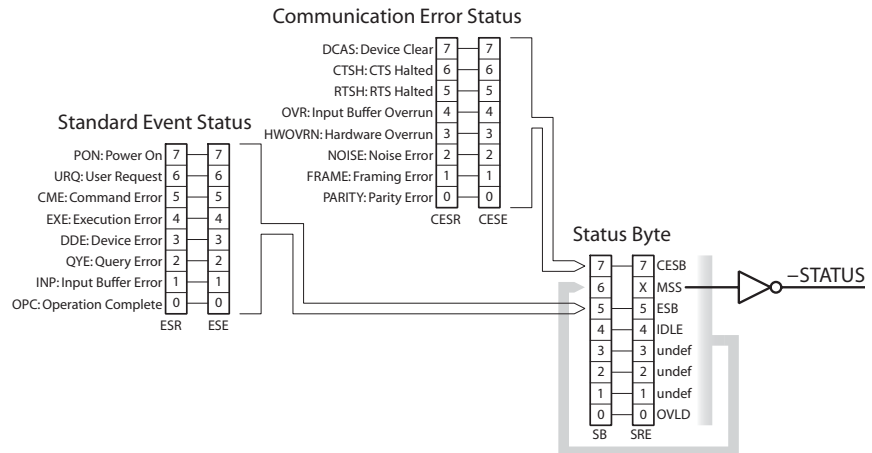 Communication Error Status
DCAS: Device Clear 7 7
CTSH: CTS Halted 6 6
RTSH: RTS Halted 5 5
OVR: Input Buffer Overrun 4 4
HWOVRN: Hardware Overrun 3 3
NOISE: Noise Error 2 2
FRAME: Framing Error 1 1
PARITY: Parity Error 0 0
CESR CESE
Standard Event Status
PON: Power On 7 7
URQ: User Request 6 6
CME: Command Error 5 5
EXE: Execution Error 4 4
DDE: Device Error 3 3
QYE: Query Error 2 2
INP: Input Buffer Error 1 1
OPC: Operation Complete 0 0
ESR ESE
Status Byte
7 7 CESB
6 X MSS
5 5 ESB
4 4 IDLE
3 3 undef
2 2 undef
1 1 undef
0 0 OVLD
SB SRE
–STATUS